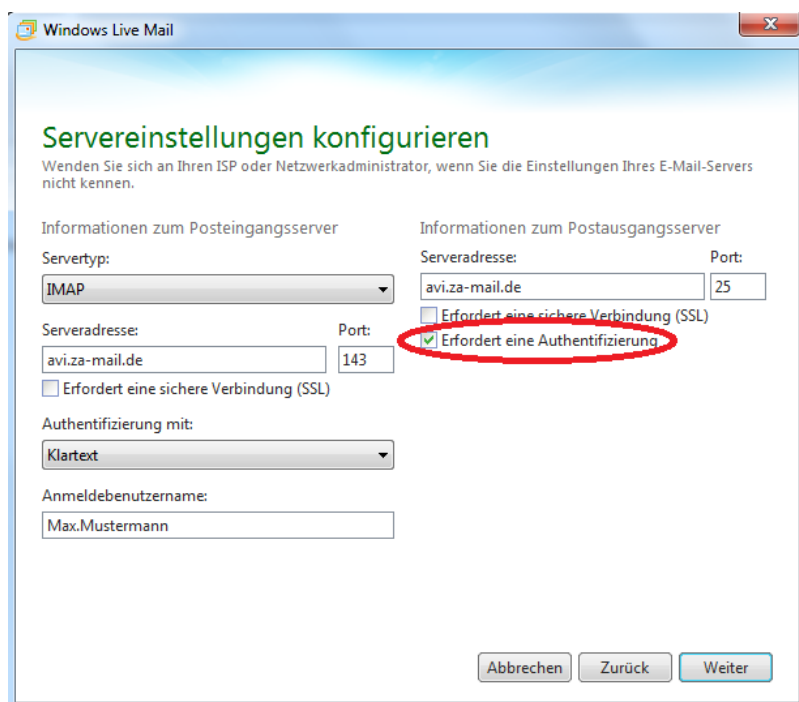 Windows Live Mail
Servereinstellungen konfigurieren
Wenden Sie sich an Ihren ISP oder Netzwerkadministrator, wenn Sie die Einstellungen Ihres E-Mail-Servers
nicht kennen.
Informationen zum Posteingangsserver
Servertyp:
IMAP
Serveradresse:
Port:
avi.za-mail.de
143
Erfordert eine sichere Verbindung (SSL)
Authentifizierung mit:
Klartext
Anmeldebenutzername:
Max.Mustermann
Informationen zum Postausgangsserver
Serveradresse:
Port:
avi.za-mail.de
25
Erfordert eine sichere Verbindung (SSL)
Erfordert eine Authentifizierung
Abbrechen
Zurück
Weiter